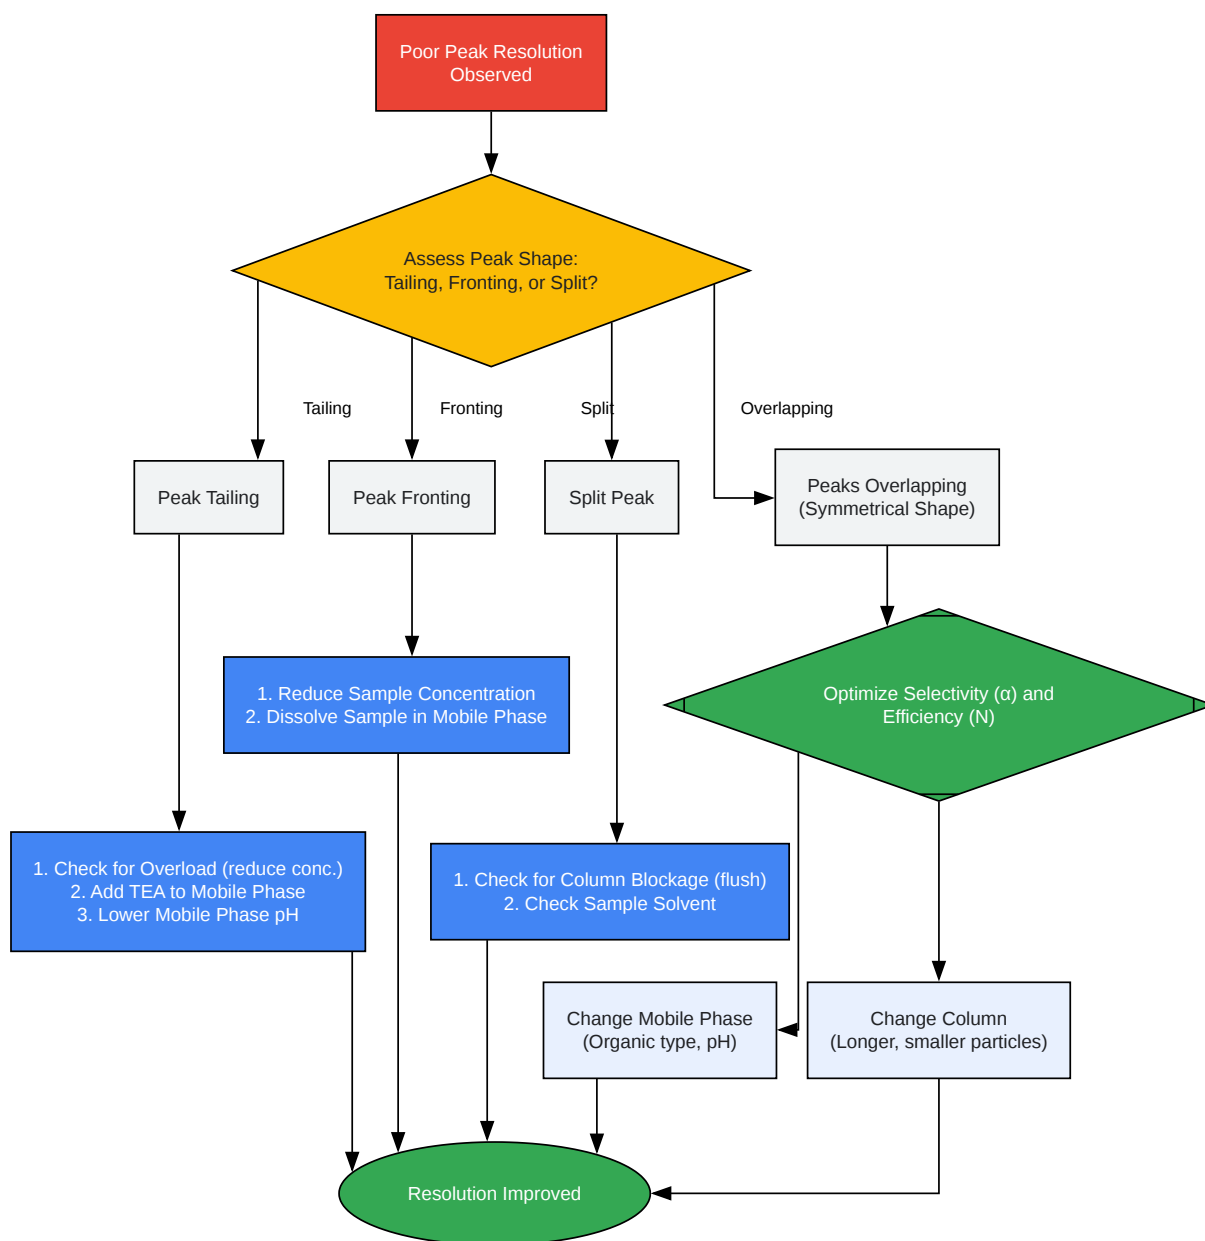 Poor Peak Resolution
Observed
Assess Peak Shape:
Tailing, Fronting, or Split?
Tailing
Fronting
Split
Overlapping
Peak Tailing
Peak Fronting
Split Peak
Peaks Overlapping
(Symmetrical Shape)
1. Reduce Sample Concentration
2. Dissolve Sample in Mobile Phase
Optimize Selectivity (α) and
Efficiency (N)
1. Check for Overload (reduce conc.)
2. Add TEA to Mobile Phase
3. Lower Mobile Phase pH
1. Check for Column Blockage (flush)
2. Check Sample Solvent
Change Mobile Phase
(Organic type, pH)
Change Column
(Longer, smaller particles)
Resolution Improved